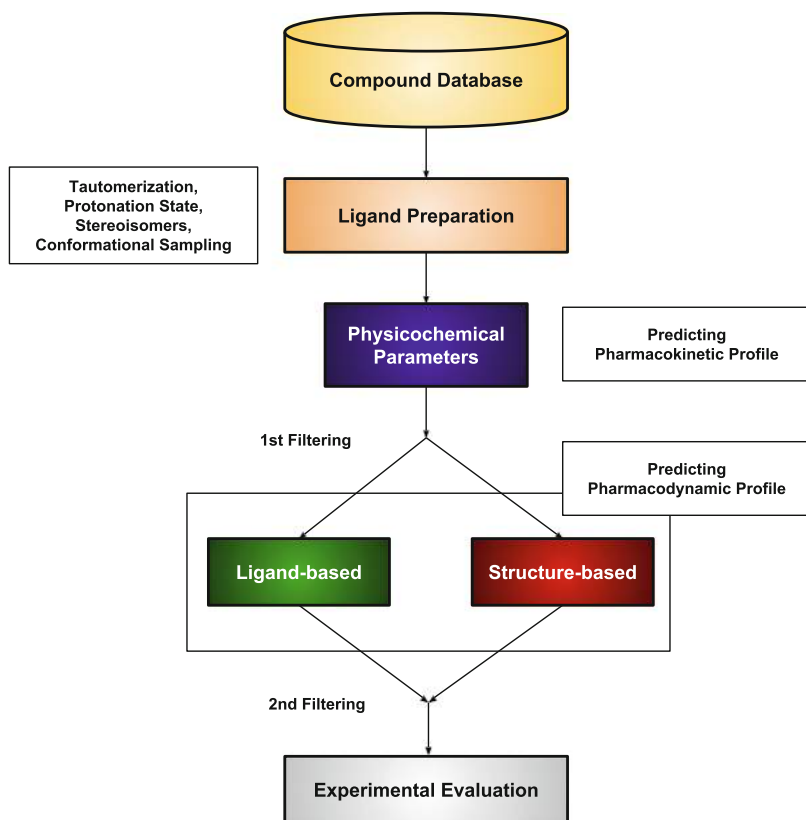 Compound Database
Tautomerization,
Protonation State,
Stereoisomers,
Conformational Sampling
Ligand Preparation
Physicochemical
Parameters
Predicting
Pharmacokinetic Profile
1st Filtering
Predicting
Pharmacodynamic Profile
Ligand-based
Structure-based
2nd Filtering
Experimental Evaluation